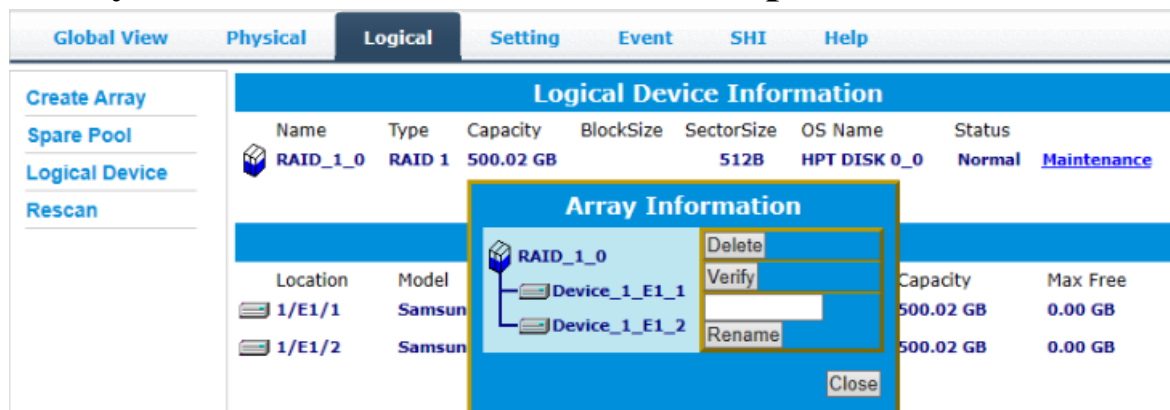 Global View Physical Logical Setting Event SHI Help
Create Array
Spare Pool
Logical Device
Rescan
Logical Device Information
Name Type Capacity BlockSize SectorSize OS Name Status
RAID_1_0 RAID 1 500.02 GB 512B HPT DISK 0_0 Normal Maintenance
Array Information
RAID_1_0
Device_1_E1_1
Device_1_E1_2
Delete
Verify
Rename
Close
Location Model Capacity Max Free
1/E1/1 Samsun 500.02 GB 0.00 GB
1/E1/2 Samsun 500.02 GB 0.00 GB